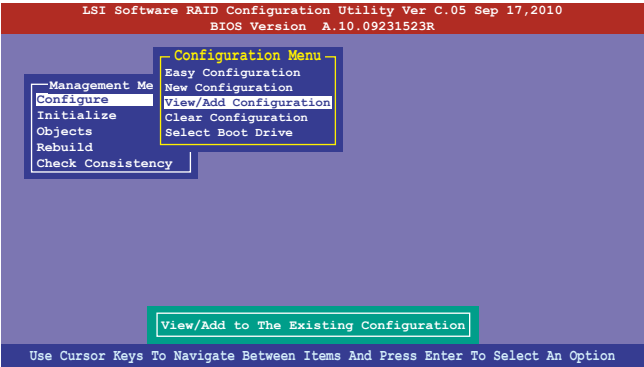 LSI Software RAID Configuration Utility Ver C.05 Sep 17,2010
BIOS Version A.10.09231523R
Configuration Menu
Easy Configuration
New Configuration
View/Add Configuration
Clear Configuration
Select Boot Drive
Management Me
Configure
Initialize
Objects
Rebuild
Check Consistency
View/Add to The Existing Configuration
Use Cursor Keys To Navigate Between Items And Press Enter To Select An Option